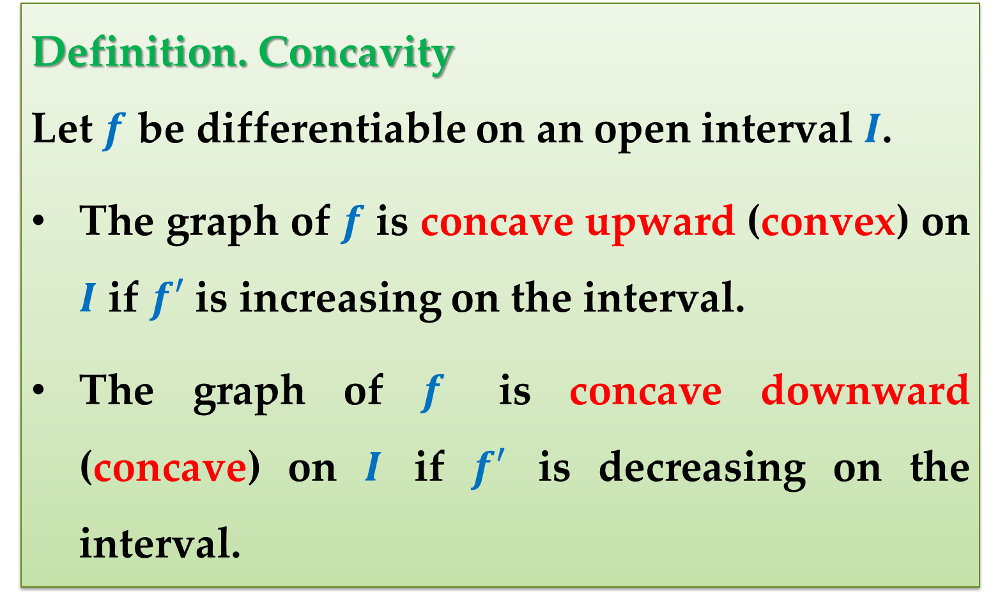 Definition. Concavity
Let f be differentiable on an open interval I.
• The graph of f is concave upward (convex) on
I if f′ is increasing on the interval.
• The graph of f is concave downward
(concave) on I if f′ is decreasing on the
interval.